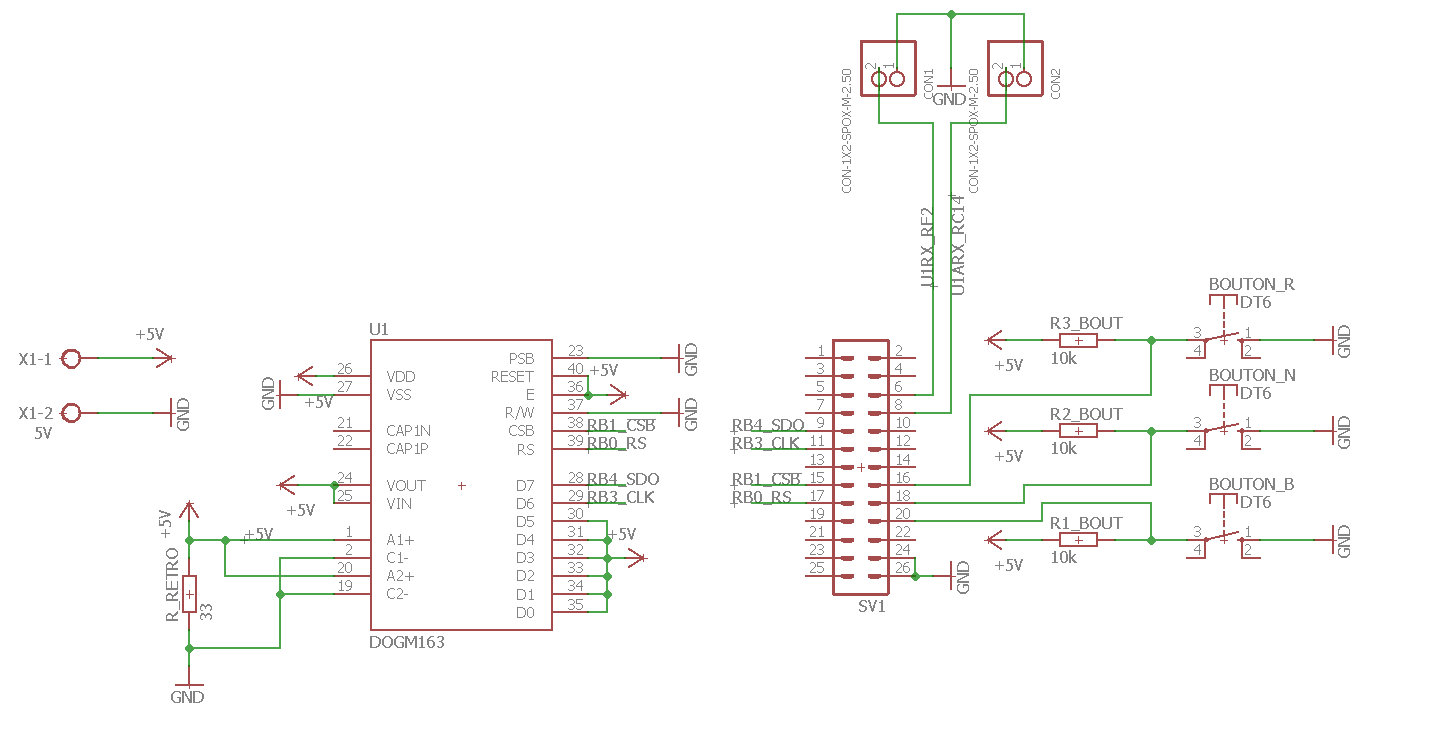 2
1
CON1
CON-1X2-SPOX-M-2.50
GND
2
1
CON2
CON-1X2-SPOX-M-2.50
U1RX_RF2
U1ARX_RC14
X1-1
+5V
X1-2
5V
GND
U1
DOGM163
26 VDD
27 VSS
21 CAP1N
22 CAP1P
24 VOUT
25 VIN
1 A1+
2 C1-
20 A2+
19 C2-
PSB 23
RESET 40
E 36
R/W 37
CSB 38
RS 39
D7 28
D6 29
D5 30
D4 31
D3 32
D2 33
D1 34
D0 35
GND
+5V
GND
RB1_CSB
RB0_RS
RB4_SDO
RB3_CLK
+5V
+5V
GND
+5V
+5V
+5V
R_RETRO
33
GND
RB4_SDO
RB3_CLK
RB1_CSB
RB0_RS
1 2
3 4
5 6
7 8
9 10
11 12
13 14
15 16
17 18
19 20
21 22
23 24
25 26
SV1
GND
BOUTON_R
DT6
R3_BOUT
10k
+5V
3 1
4 2
GND
BOUTON_N
DT6
R2_BOUT
10k
+5V
3 1
4 2
GND
BOUTON_B
DT6
R1_BOUT
10k
+5V
3 1
4 2
GND